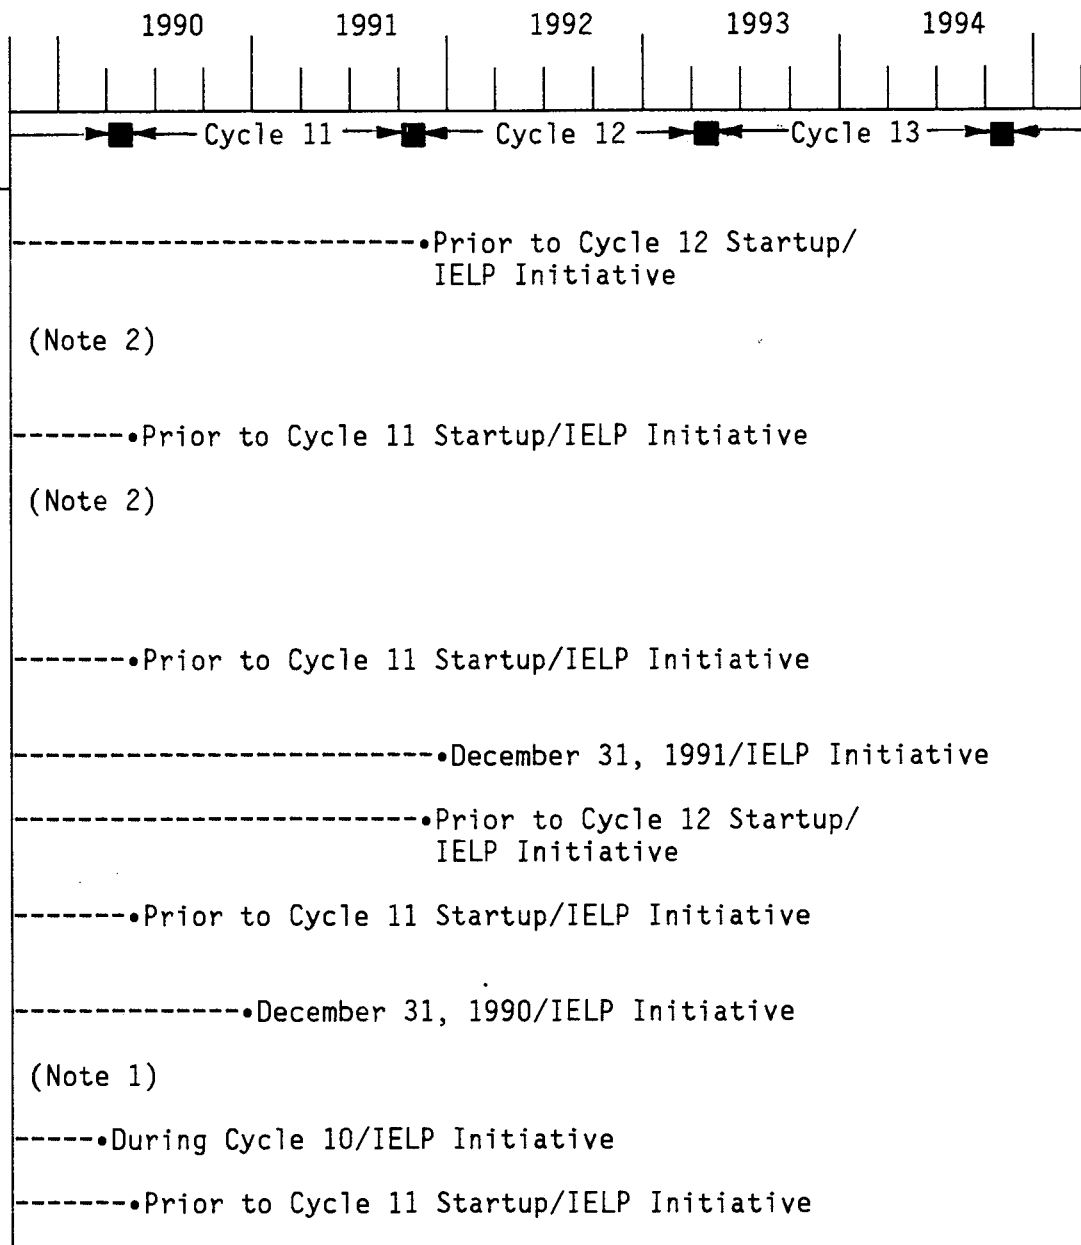 1990 1991 1992 1993 1994
Cycle 11 Cycle 12 Cycle 13
Prior to Cycle 12 Startup/
IELP Initiative
(Note 2)
Prior to Cycle 11 Startup/IELP Initiative
(Note 2)
Prior to Cycle 11 Startup/IELP Initiative
December 31, 1991/IELP Initiative
Prior to Cycle 12 Startup/
IELP Initiative
Prior to Cycle 11 Startup/IELP Initiative
December 31, 1990/IELP Initiative
(Note 1)
During Cycle 10/IELP Initiative
Prior to Cycle 11 Startup/IELP Initiative